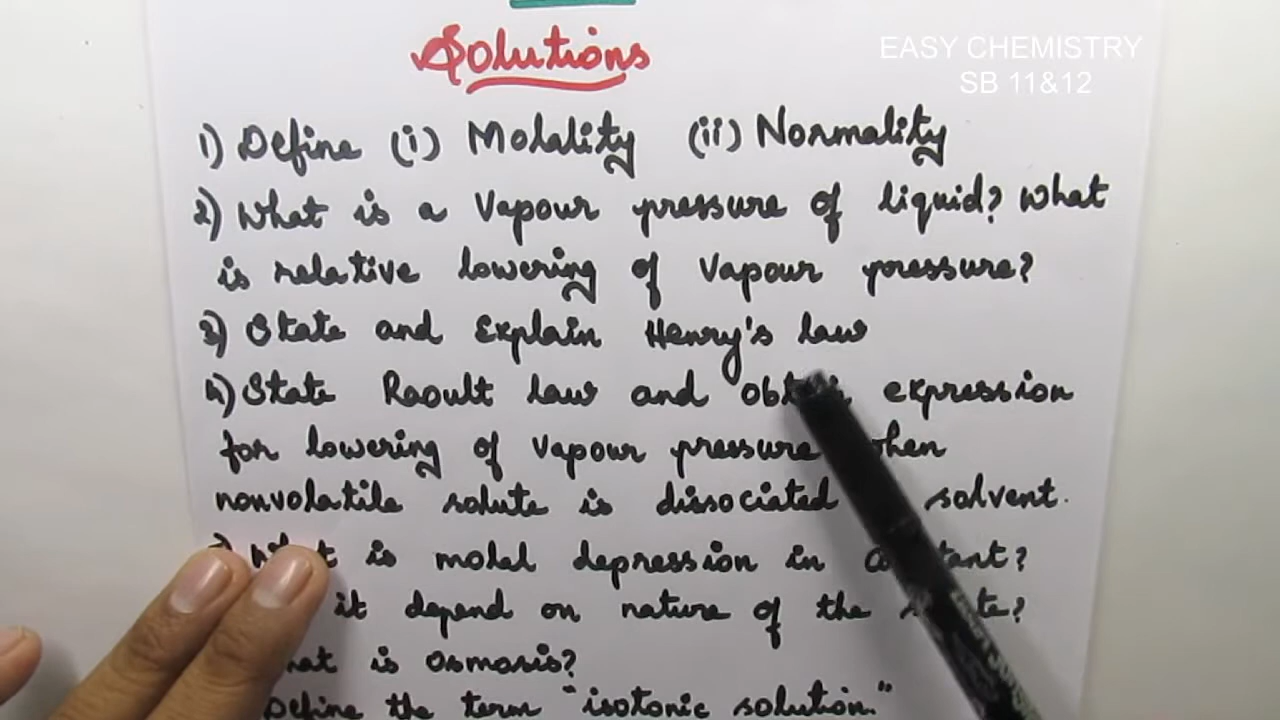 Solutions
EASY CHEMISTRY
SB 11&12
1) Define (i) Molality (ii) Normality
2) What is a Vapour pressure of liquid? What
is relative lowering of Vapour pressure?
3) State and Explain Henry's law
4) State Raoult law and expression
for lowering of Vapour pressure when
nonvolatile solute is dissociated solvent.
is molal depression in constant?
it depend on nature of the
is Osmosis?
Define the term "isotonic solution."